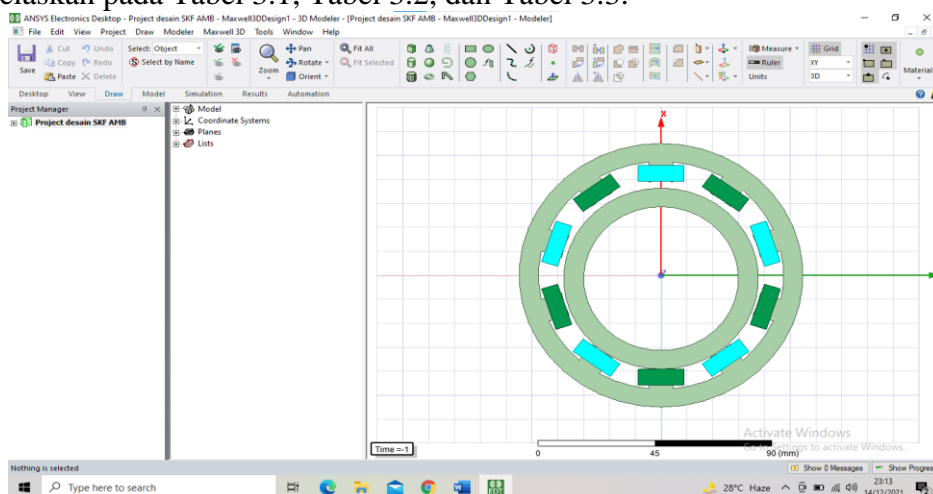 elaskan pada Tabel 3.1, Tabel 3.2, dan Tabel 3.3.
ANSYS Electronics Desktop - Project desain SKF AMB - Maxwell3DDesign1 - 3D Modeler - [Project desain SKF AMB - Maxwell3DDesign1 - Modeler]
File Edit View Project Draw Modeler Maxwell 3D Tools Window Help
Save
Cut Undo
Copy Redo
Paste Delete
Select: Object
Select by Name
Zoom
Pan
Rotate
Orient
Fit All
Fit Selected
Measure
Ruler
Units
Grid
XY
3D
Material
Desktop View Draw Model Simulation Results Automation
Project Manager
Project desain SKF AMB
Model
Coordinate Systems
Planes
Lists
X
Z
Time =-1
0 45 90 (mm)
Activate Windows
Go to Settings to activate Windows.
Nothing is selected
Show 0 Messages Show Progres
Type here to search
28°C Haze
23:13
14/12/2021